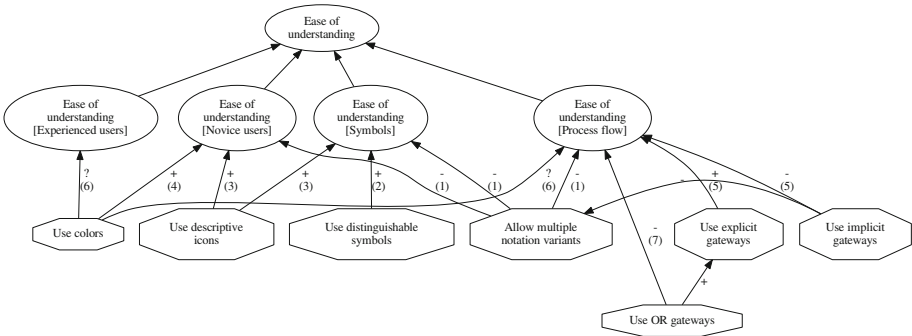 Ease of
understanding
Ease of
understanding
[Experienced users]
Ease of
understanding
[Novice users]
Ease of
understanding
[Symbols]
Ease of
understanding
[Process flow]
?
(6)
+
(4)
+
(3)
+
(3)
+
(2)
-
(1)
-
(1)
?
(6)
-
(1)
-
+
(5)
-
(5)
Use colors
Use descriptive
icons
Use distinguishable
symbols
Allow multiple
notation variants
-
(7)
Use explicit
gateways
Use implicit
gateways
+
Use OR gateways